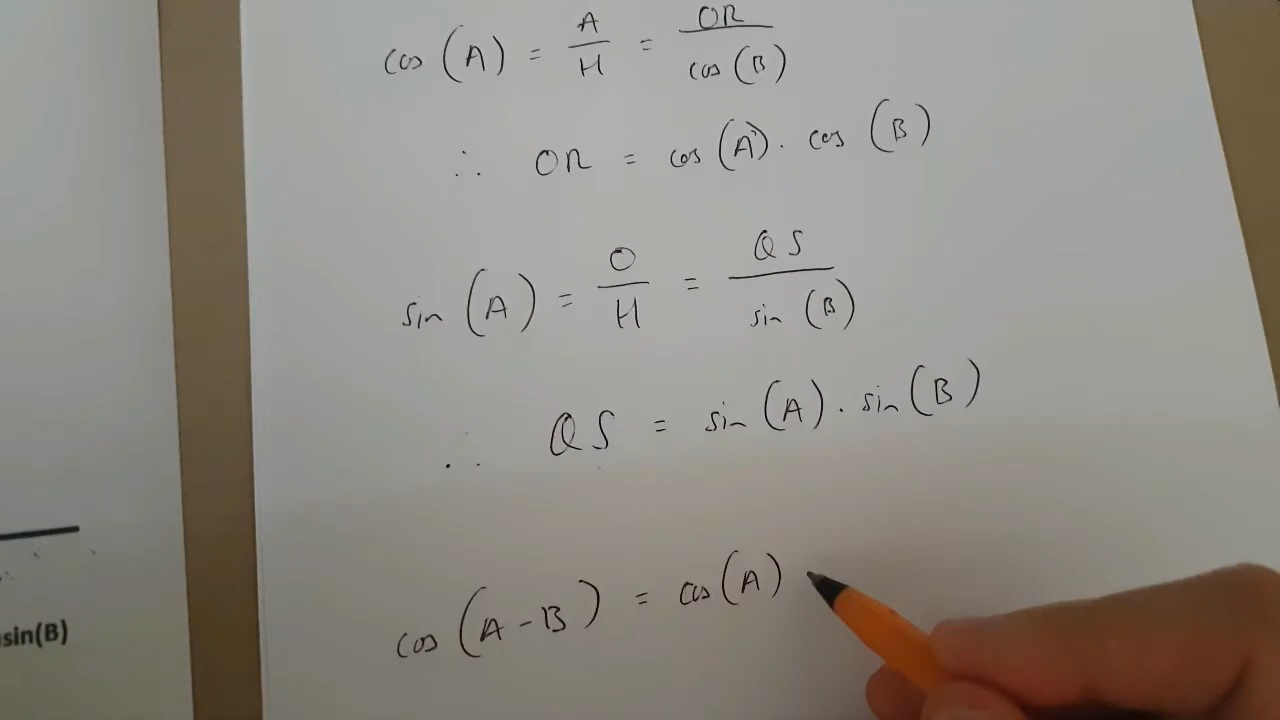 cos (A) = A/H = OR/cos (B)
∴ OR = cos (A) . cos (B)
sin (A) = O/H = QS/sin (B)
∴ QS = sin (A) . sin (B)
cos (A - B) = cos (A)
sin(B)